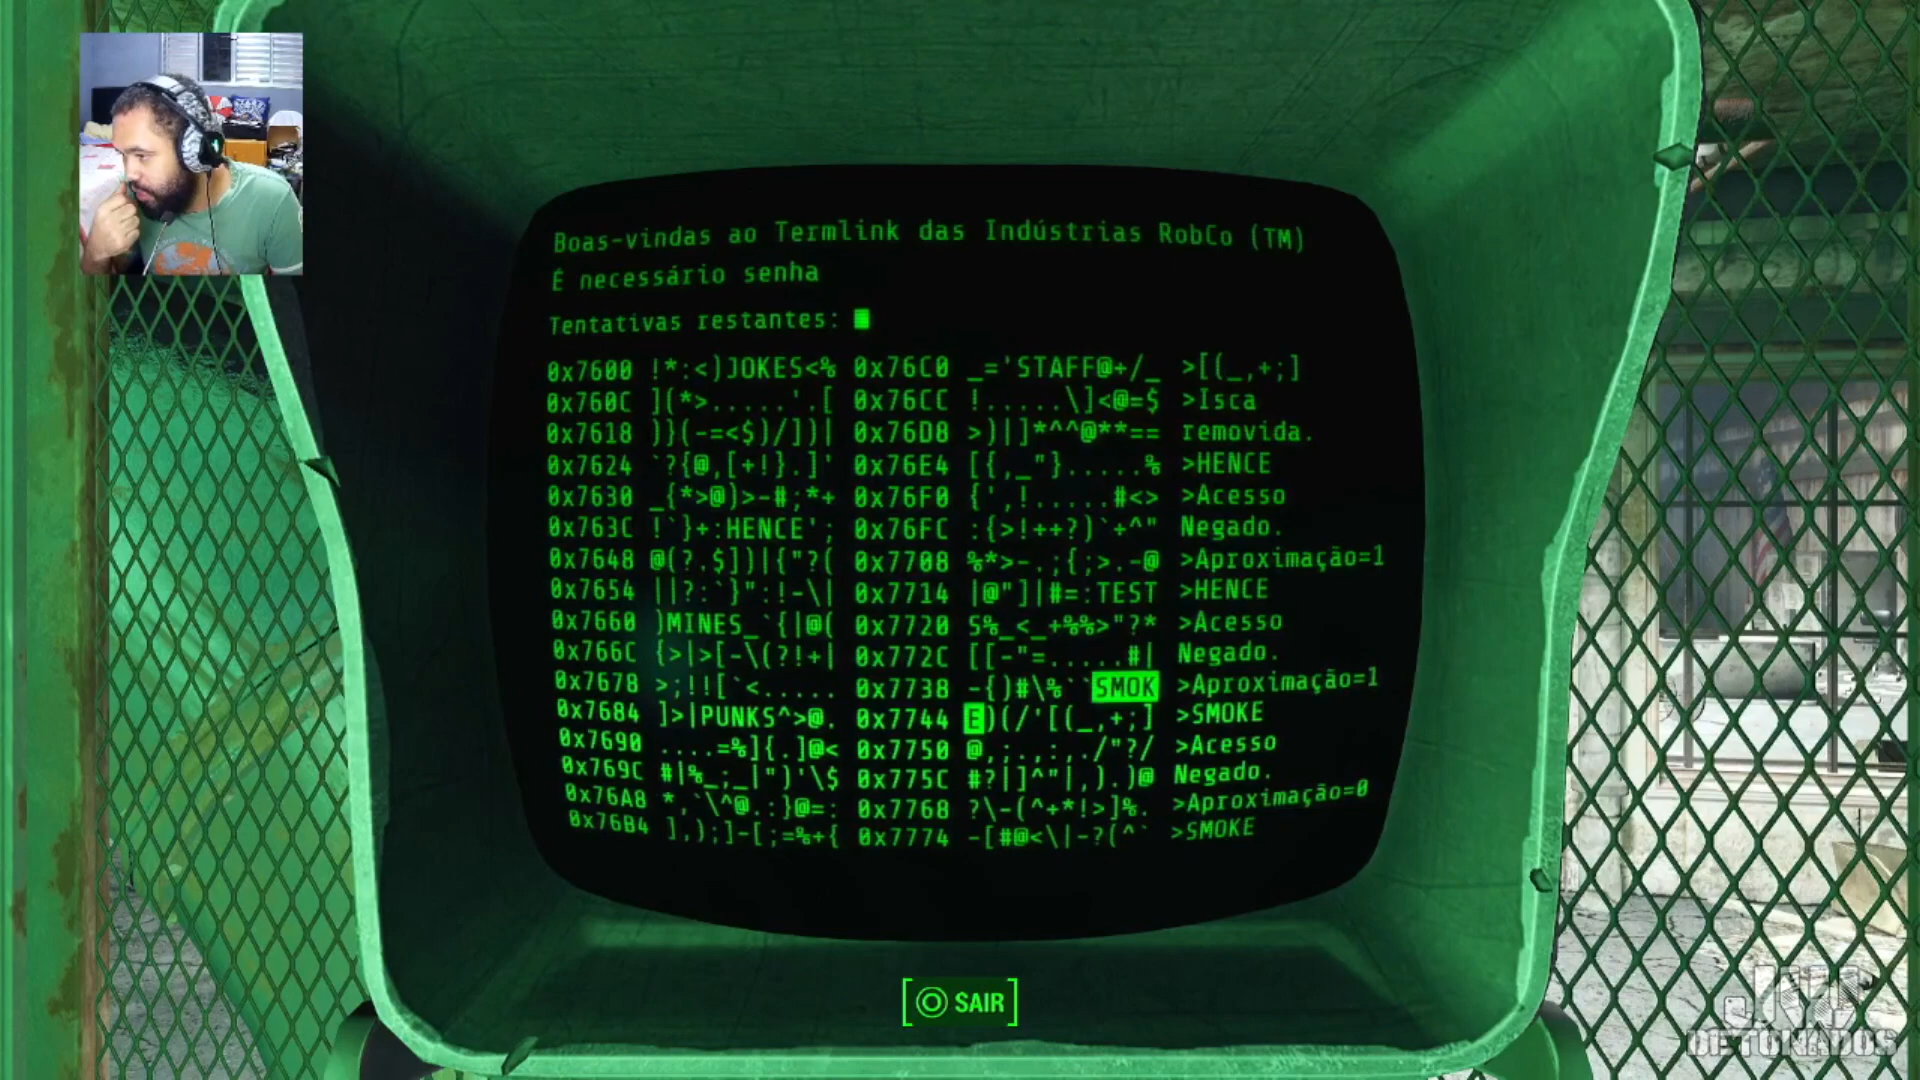 Boas-vindas ao Termlink das Indústrias RobCo (TM)
É necessário senha
Tentativas restantes:
0x7600 !*:<)JOKES<% 0x76C0 _='STAFF@+/_ >[(_,+;]
0x760C ](*>.....'.[ 0x76CC !.....\]<@=$ >Isca
0x7618 )}(-=<$)/])| 0x76D8 >)|]*^^@**== removida.
0x7624 `?{@,[+!}.]' 0x76E4 [{,_"}.....% >HENCE
0x7630 _{*>@)>-#;*+ 0x76F0 {',!.....#<> >Acesso
0x763C !`}+:HENCE'; 0x76FC :{>!++?)`+^" Negado.
0x7648 @(?.$])|{"?( 0x7708 %*>-.;{;>.-@ >Aproximação=1
0x7654 ||?:`}":!-\| 0x7714 |@"]|#=:TEST >HENCE
0x7660 )MINES_`{|@( 0x7720 S%_<_+%%>"?* >Acesso
0x766C {>|>[-\(?!+| 0x772C [[-"=.....#| Negado.
0x7678 >;!![`<..... 0x7738 -{)#\%``SMOK >Aproximação=1
0x7684 ]>|PUNKS^>@. 0x7744 E)(/'[(_,+;] >SMOKE
0x7690 ....=%]{.]@< 0x7750 @,;.,:,./"?/ >Acesso
0x769C #|%_;_|")'\$ 0x775C #?|]^"|,).)@ Negado.
0x76A8 *,`\^@.:}@=: 0x7768 ?\-(^+*!>]%. >Aproximação=0
0x76B4 ],);]-[;=%+{ 0x7774 -[#@<\|-?(^` >SMOKE
SAIR
DETONADOS